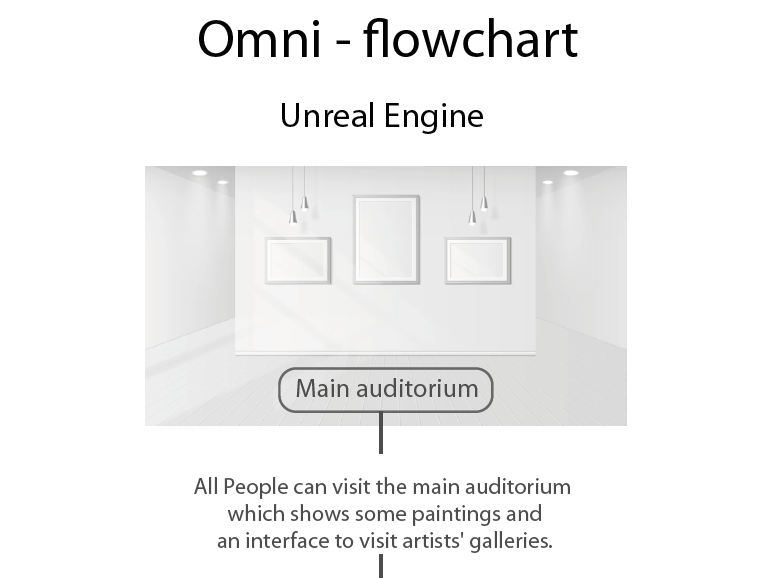 Omni - flowchart
Unreal Engine
Main auditorium
All People can visit the main auditorium
which shows some paintings and
an interface to visit artists' galleries.